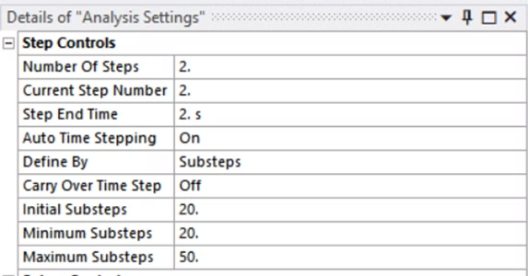 Details of "Analysis Settings"
Step Controls
Number Of Steps 2.
Current Step Number 2.
Step End Time 2. s
Auto Time Stepping On
Define By Substeps
Carry Over Time Step Off
Initial Substeps 20.
Minimum Substeps 20.
Maximum Substeps 50.